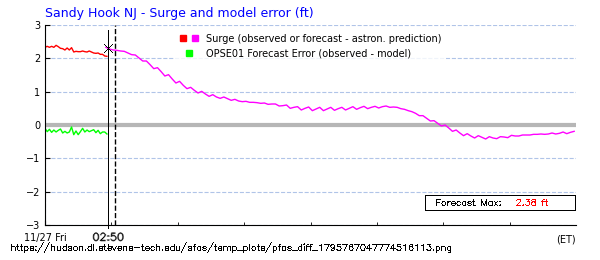 Sandy Hook NJ - Surge and model error (ft)
3
Surge (observed or forecast - astron. prediction)
OPSE01 Forecast Error (observed - model)
2
1
0
−1
−2
Forecast Max: 2.38 ft
−3
11/27 Fri 02:50 (ET)
https://hudson.dl.stevens-tech.edu/sfas/temp_plots/pfas_diff_1795767047774516113.png